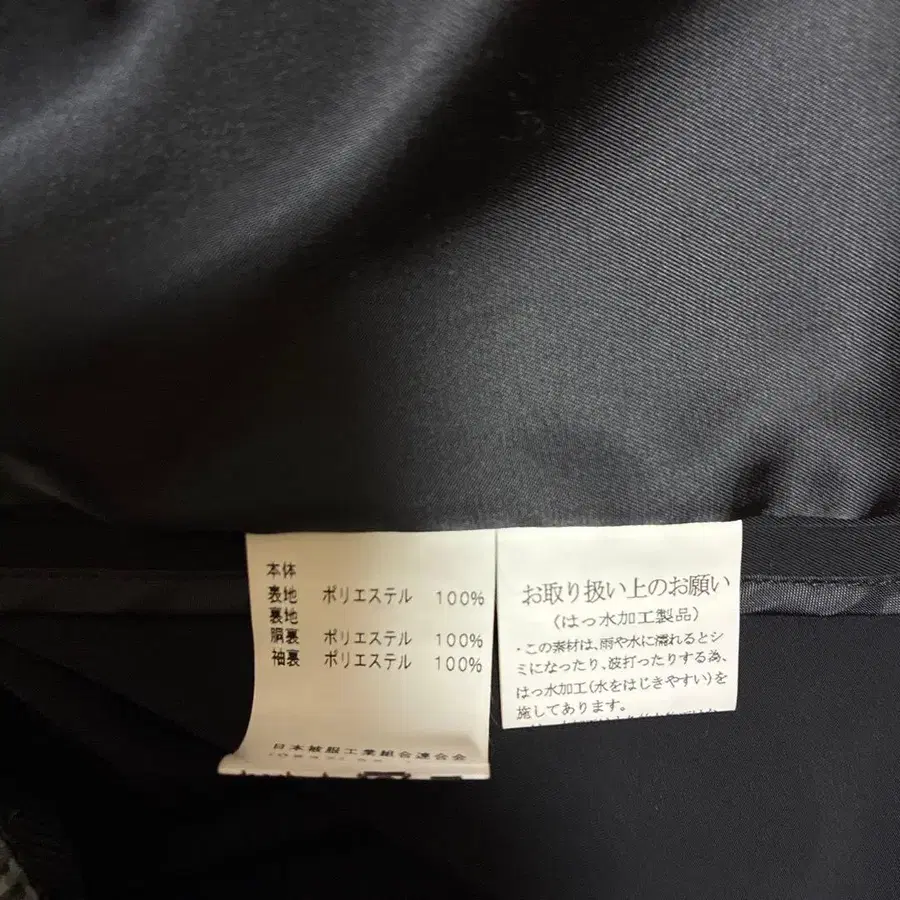 本体
表地 ポリエステル 100%
裏地
胴裏 ポリエステル 100%
袖裏 ポリエステル 100%
日本被服工業組合連合会
お取り扱い上のお願い
(はっ水加工製品)
・この素材は、雨や水に濡れるとシ
ミになったり、波打ったりする為、
はっ水加工(水をはじきやすい)を
施してあります。